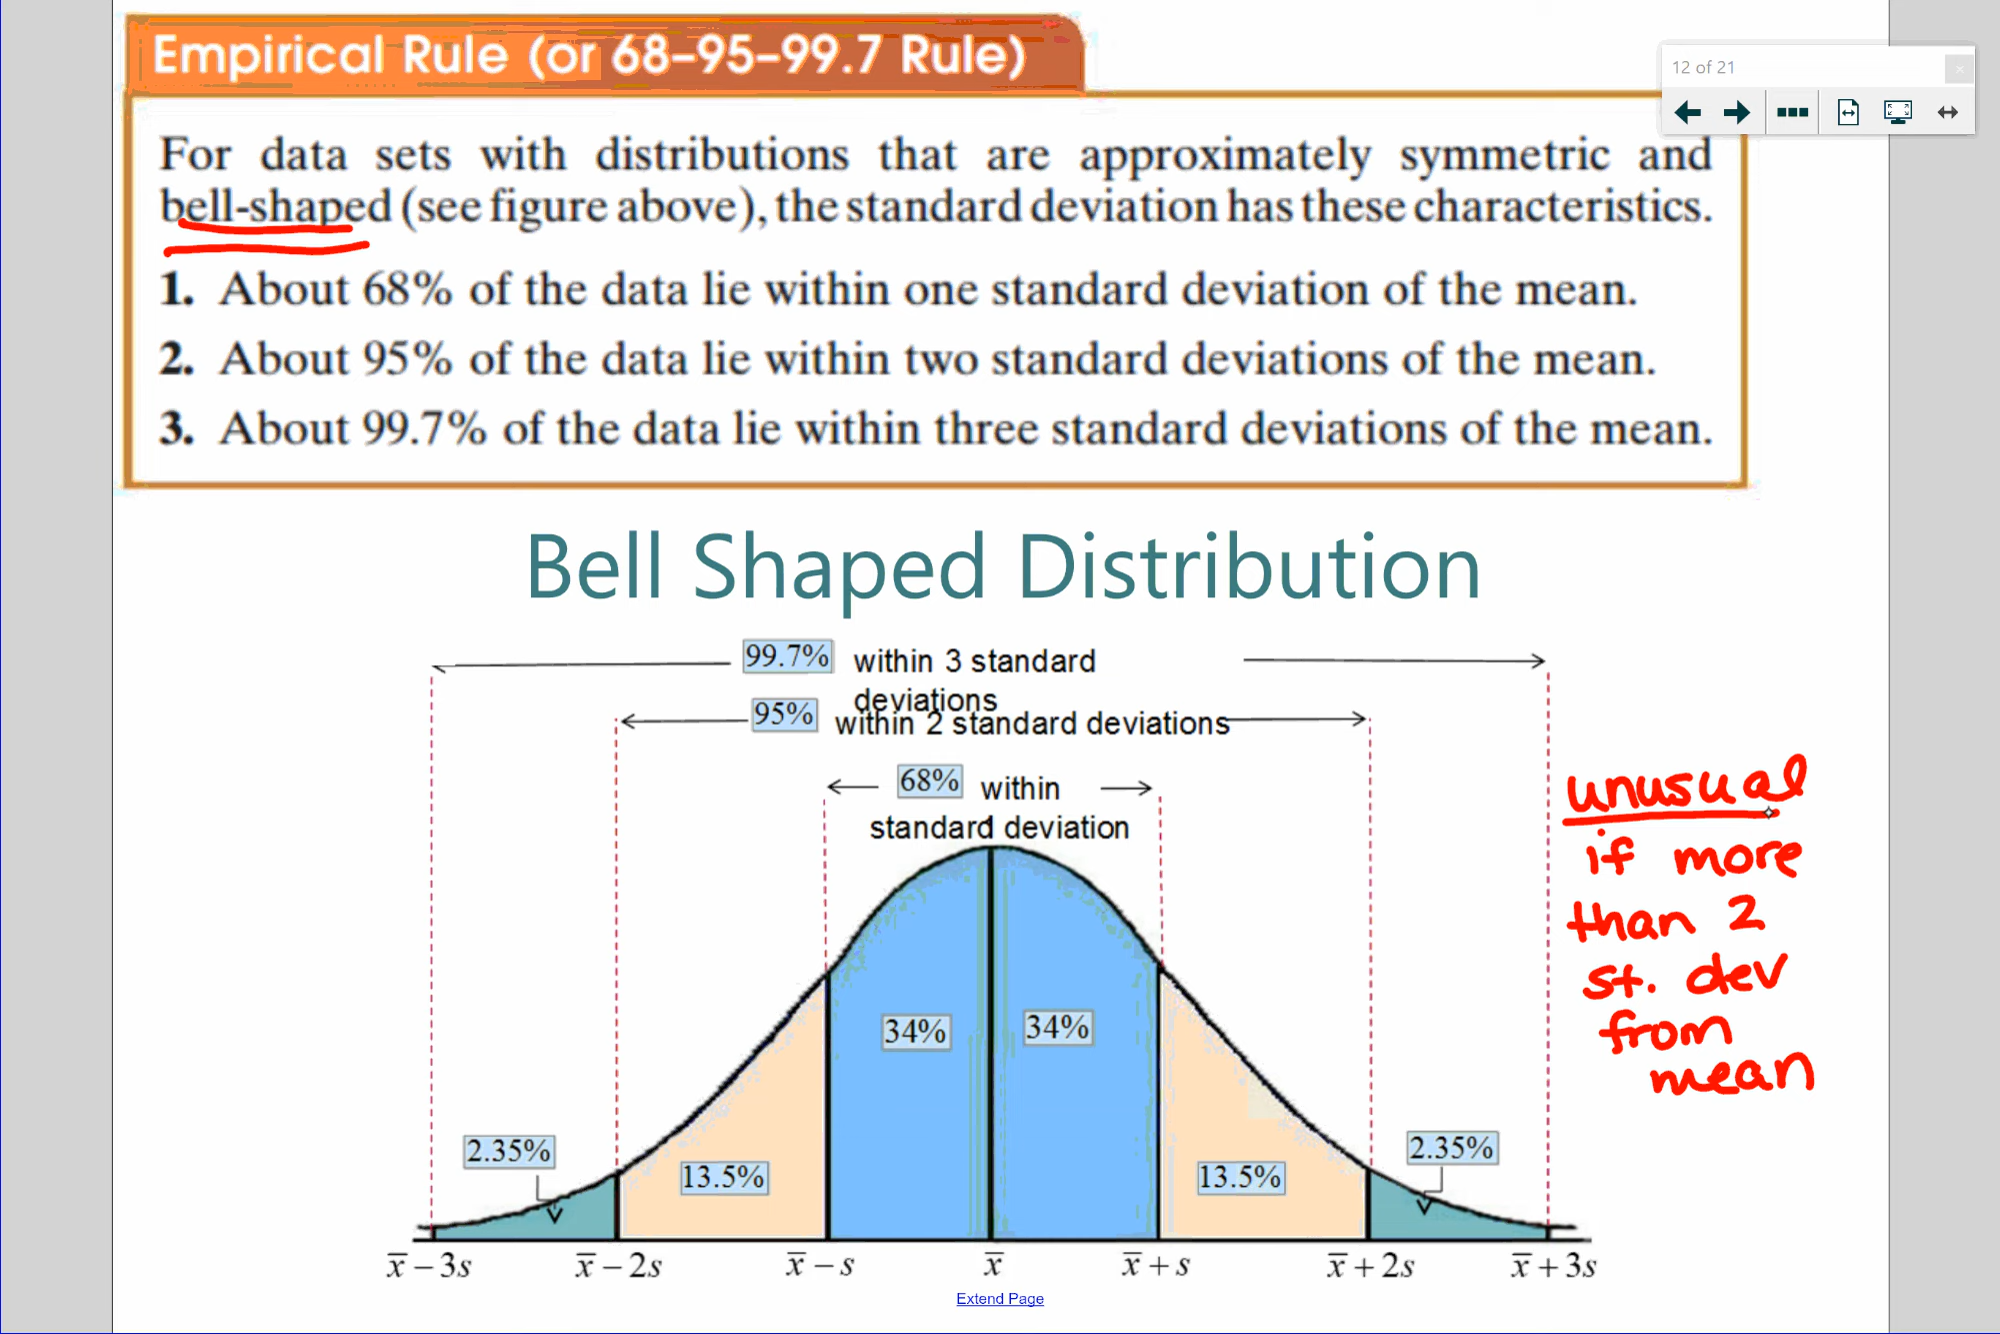 Empirical Rule (or 68–95–99.7 Rule)
12 of 21
For data sets with distributions that are approximately symmetric and
bell-shaped (see figure above), the standard deviation has these characteristics.
1. About 68% of the data lie within one standard deviation of the mean.
2. About 95% of the data lie within two standard deviations of the mean.
3. About 99.7% of the data lie within three standard deviations of the mean.
Bell Shaped Distribution
99.7% within 3 standard
deviations
95% within 2 standard deviations
68% within
standard deviation
unusual
if more
than 2
st. dev
from
mean
34% 34%
2.35% 13.5% 13.5% 2.35%
x̅ − 3s x̅ − 2s x̅ − s x̅ x̅ + s x̅ + 2s x̅ + 3s
Extend Page